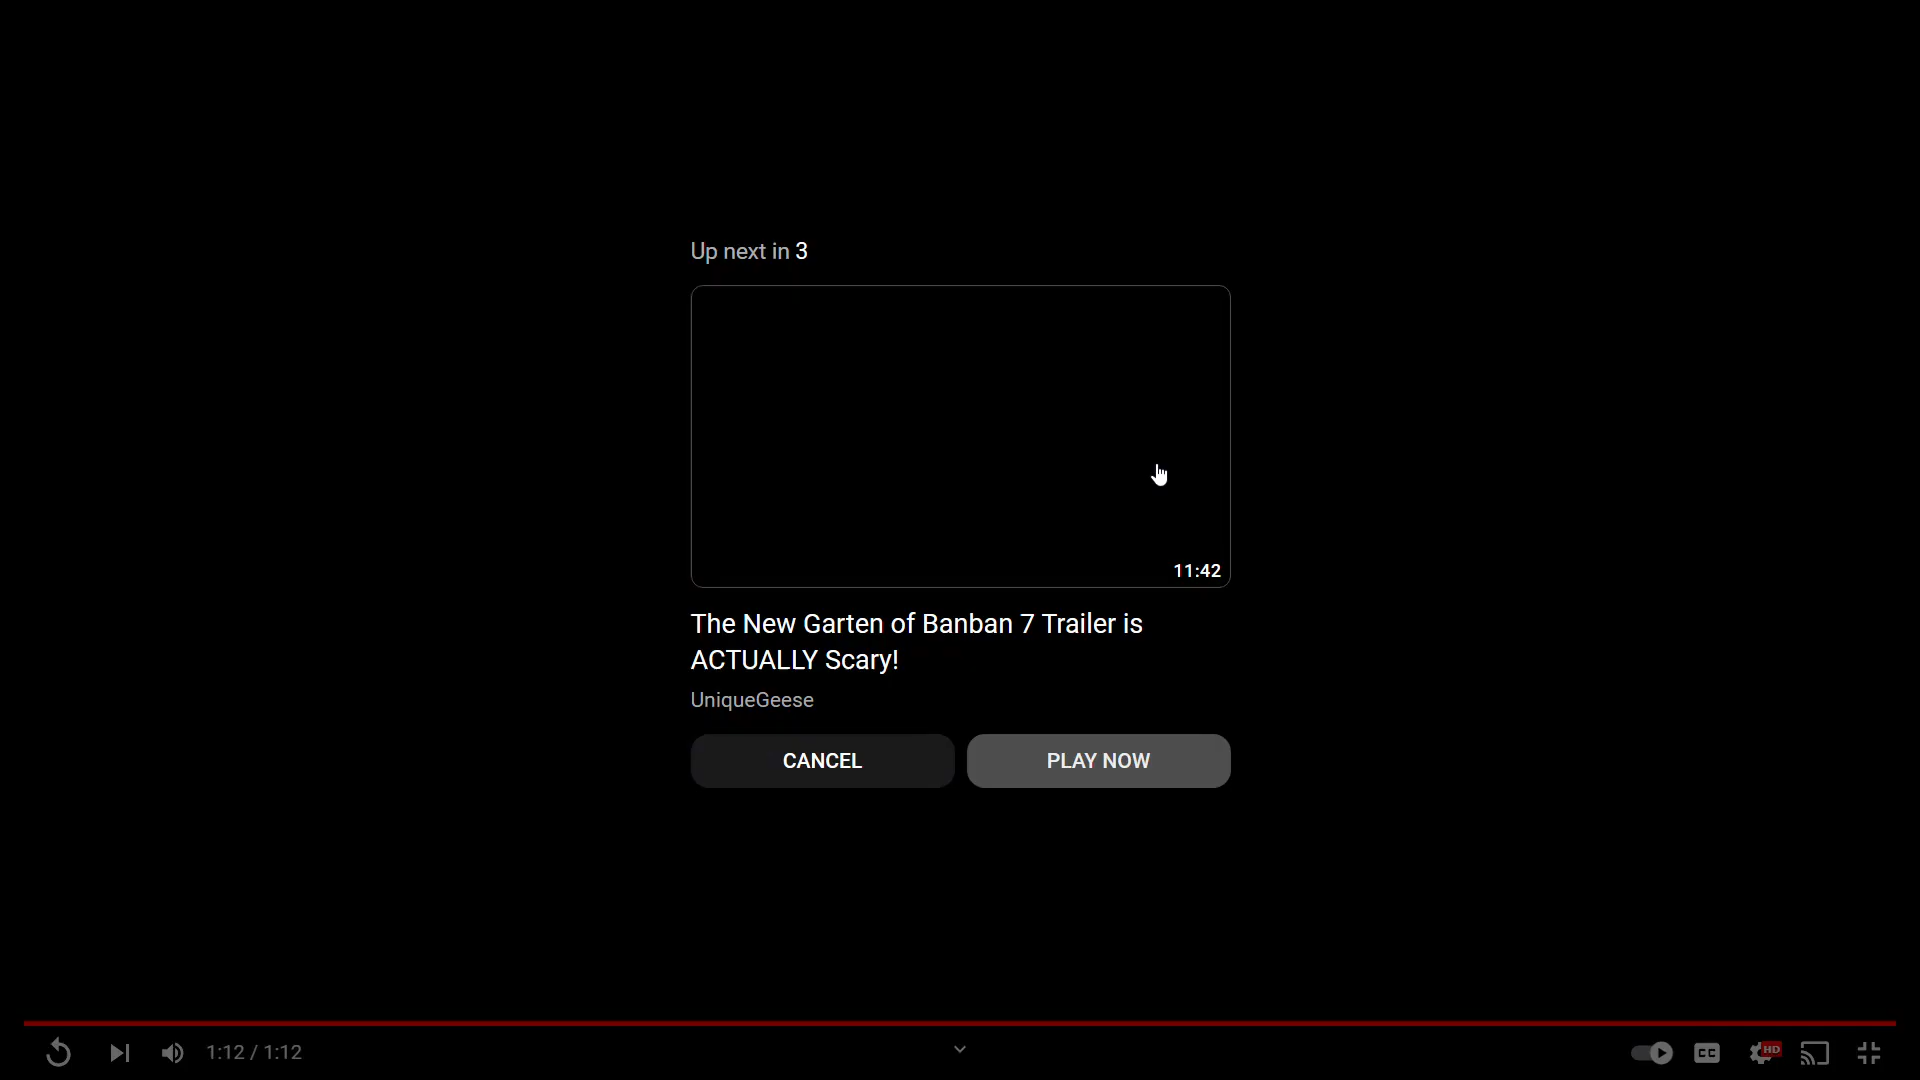 Up next in 3
11:42
The New Garten of Banban 7 Trailer is
ACTUALLY Scary!
UniqueGeese
CANCEL
PLAY NOW
1:12 / 1:12
CC
HD